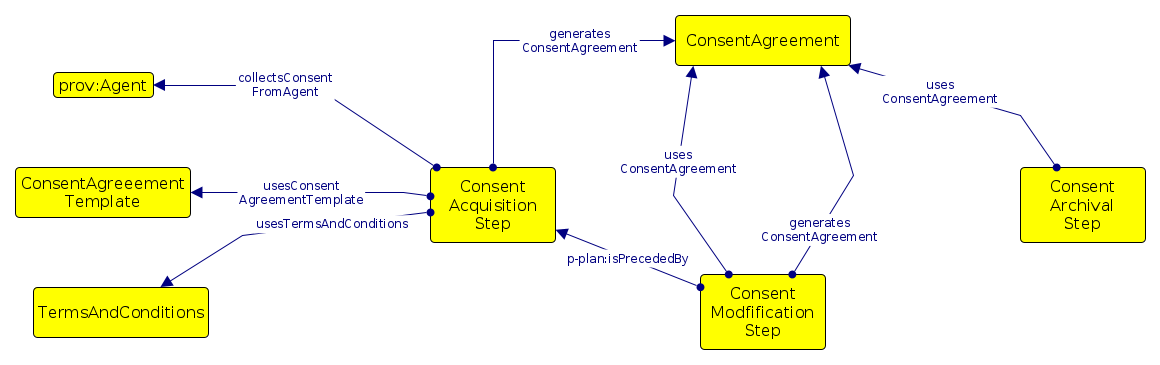 generates
ConsentAgreement
ConsentAgreement
collectsConsent
FromAgent
prov:Agent
uses
ConsentAgreement
uses
ConsentAgreement
ConsentAgreeement
Template
usesConsent
AgreementTemplate
Consent
Acquisition
Step
Consent
Archival
Step
usesTermsAndConditions
generates
ConsentAgreement
p-plan:isPrecededBy
TermsAndConditions
Consent
Modfification
Step